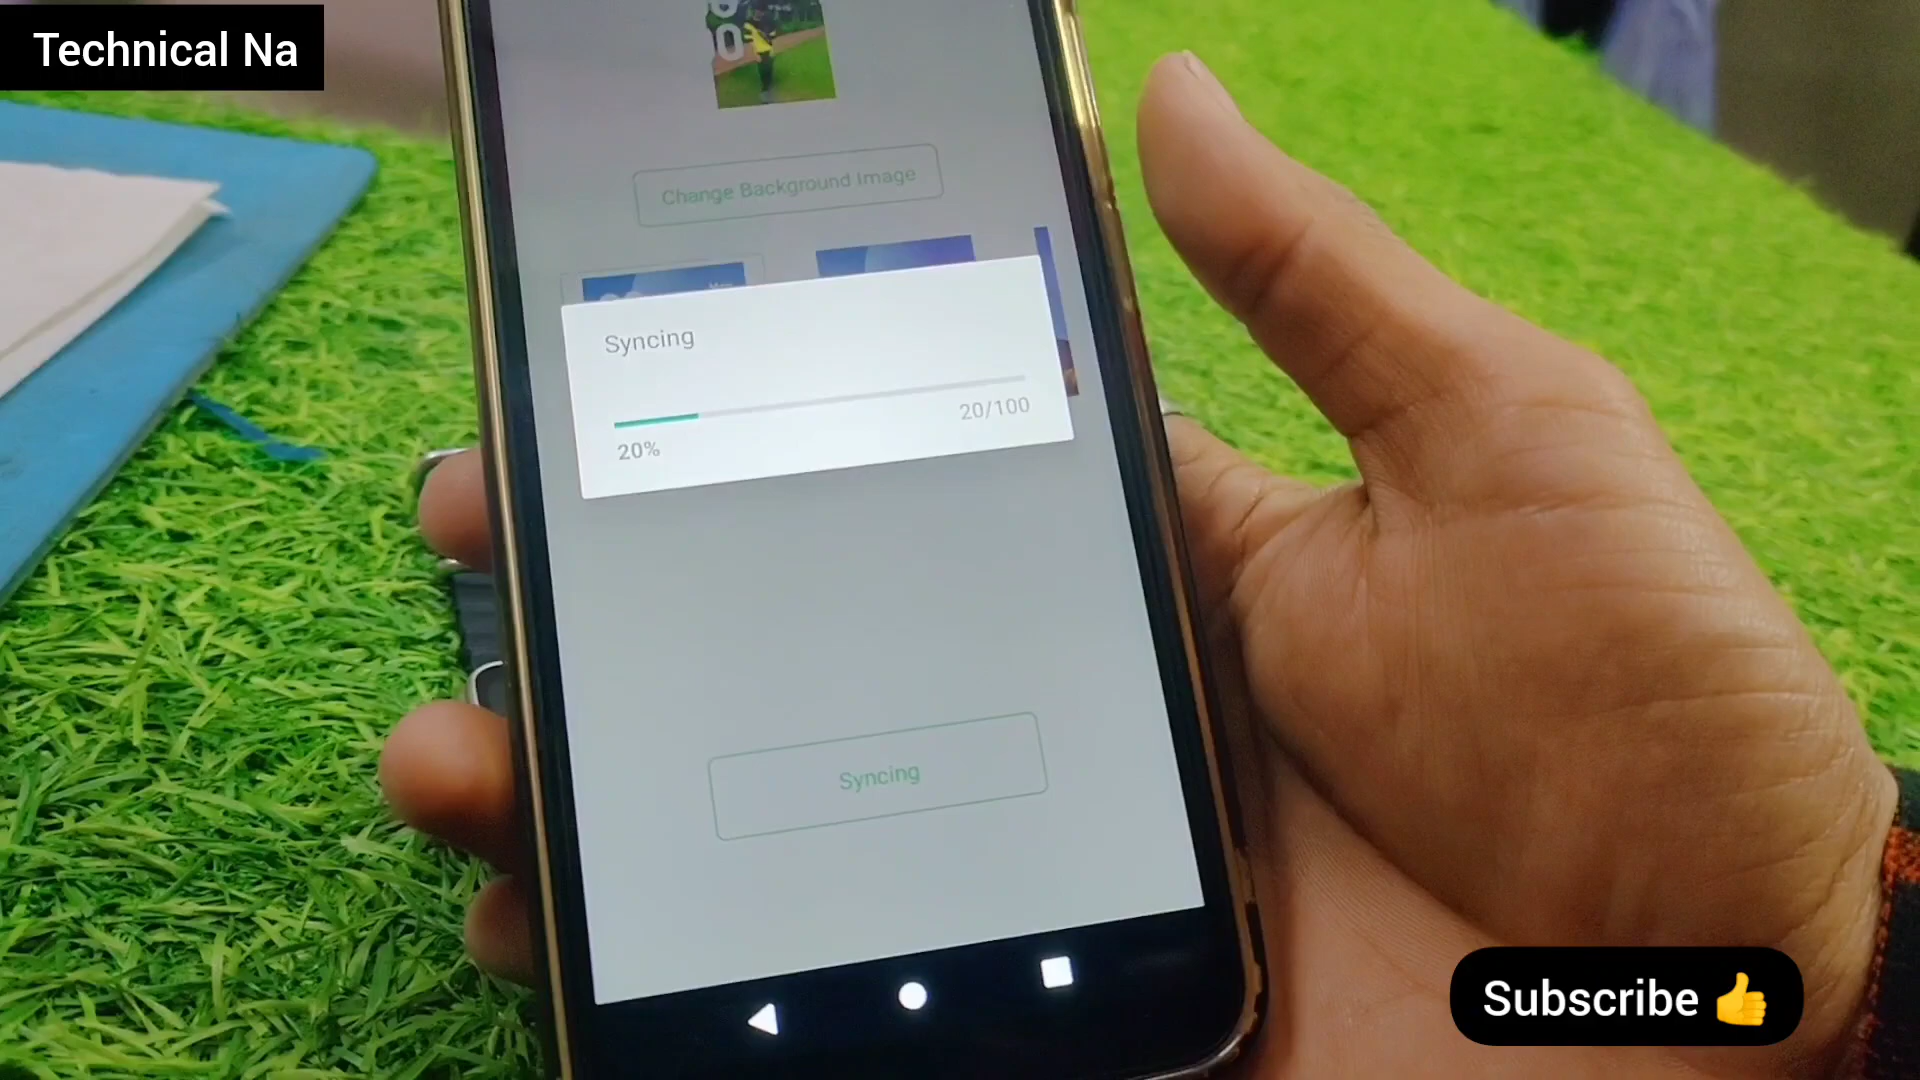 Technical Na
Change Background Image
Syncing
20/100
20%
Syncing
Subscribe 👍